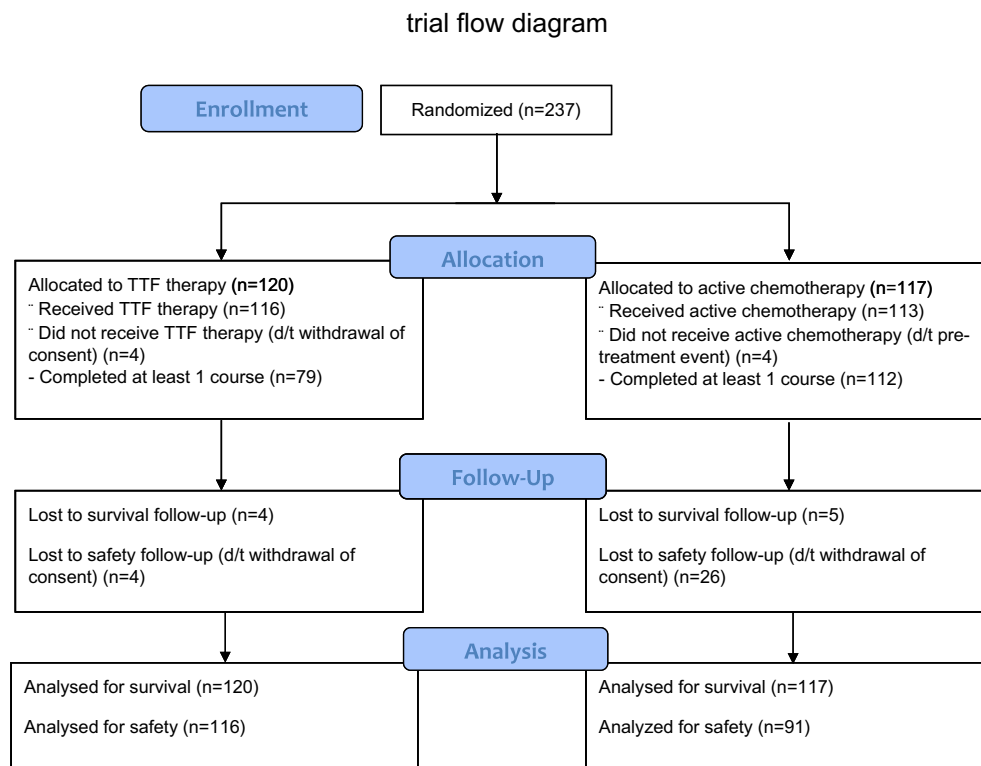 trial flow diagram
Enrollment
Randomized (n=237)
Allocation
Allocated to TTF therapy (n=120)
¨ Received TTF therapy (n=116)
¨ Did not receive TTF therapy (d/t withdrawal of
consent) (n=4)
- Completed at least 1 course (n=79)
Allocated to active chemotherapy (n=117)
¨ Received active chemotherapy (n=113)
¨ Did not receive active chemotherapy (d/t pre-
treatment event) (n=4)
- Completed at least 1 course (n=112)
Follow-Up
Lost to survival follow-up (n=4)
Lost to safety follow-up (d/t withdrawal of
consent) (n=4)
Lost to survival follow-up (n=5)
Lost to safety follow-up (d/t withdrawal of
consent) (n=26)
Analysis
Analysed for survival (n=120)
Analysed for safety (n=116)
Analysed for survival (n=117)
Analyzed for safety (n=91)